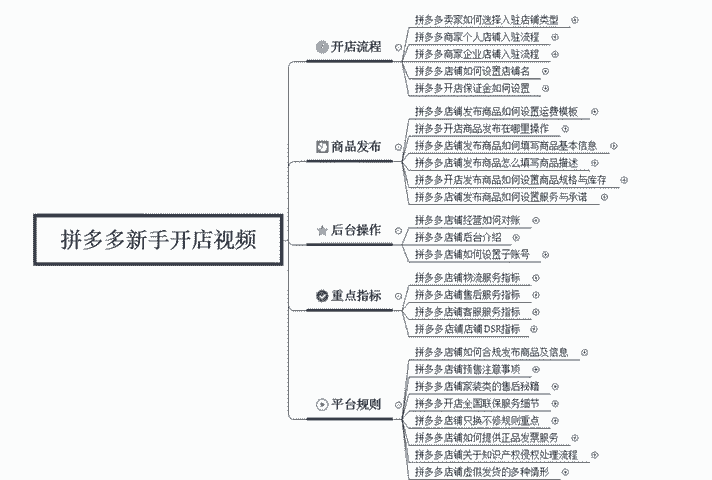 拼多多新手开店视频
开店流程
拼多多卖家如何选择入驻店铺类型
拼多多商家个人店铺入驻流程
拼多多商家企业店铺入驻流程
拼多多店铺如何设置店铺名
拼多多开店保证金如何设置
商品发布
拼多多店铺发布商品如何设置运费模板
拼多多开店商品发布在哪里操作
拼多多店铺发布商品如何填写商品基本信息
拼多多店铺发布商品怎么填写商品描述
拼多多开店发布商品如何设置商品规格与库存
拼多多店铺发布商品如何设置服务与承诺
后台操作
拼多多店铺经营如何对账
拼多多店铺后台介绍
拼多多店铺如何设置子账号
重点指标
拼多多店铺物流服务指标
拼多多店铺售后服务指标
拼多多店铺客服服务指标
拼多多店铺店铺DSR指标
平台规则
拼多多店铺如何合规发布商品及信息
拼多多店铺预售注意事项
拼多多店铺家装类的售后秘籍
拼多多开店全国联保服务细节
拼多多店铺只换不修规则重点
拼多多店铺如何提供正品发票服务
拼多多店铺关于知识产权侵权处理流程
拼多多店铺虚假发货的多种情形